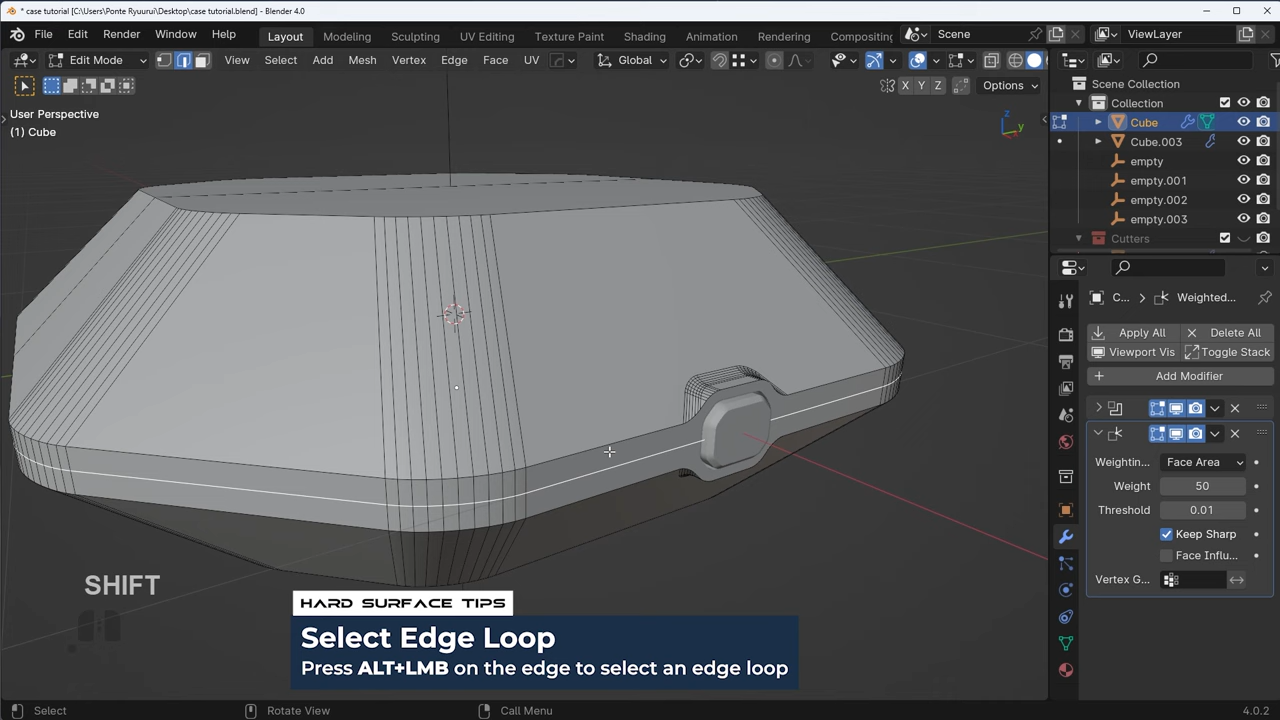 * case tutorial [C:\Users\Ponte Ryuurui\Desktop\case tutorial.blend] - Blender 4.0
File Edit Render Window Help Layout Modeling Sculpting UV Editing Texture Paint Shading Animation Rendering Compositing Scene ViewLayer
Edit Mode View Select Add Mesh Vertex Edge Face UV Global
X Y Z Options
User Perspective
(1) Cube
Z
Y
Scene Collection
Collection
Cube
Cube.003
empty
empty.001
empty.002
empty.003
Cutters
C... Weighted...
Apply All Delete All
Viewport Vis Toggle Stack
Add Modifier
Weightin... Face Area
Weight 50
Threshold 0.01
Keep Sharp
Face Influ...
Vertex G...
SHIFT
HARD SURFACE TIPS
Select Edge Loop
Press ALT+LMB on the edge to select an edge loop
Select Rotate View Call Menu 4.0.2